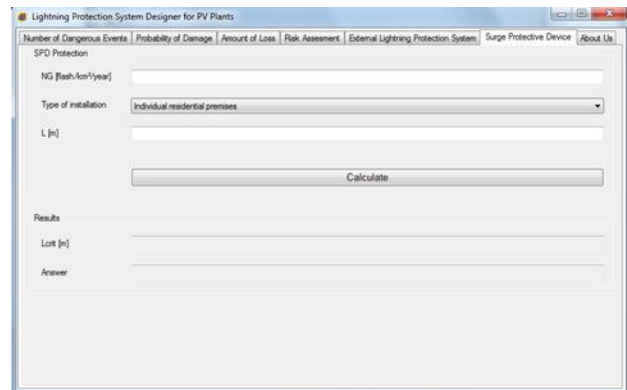 Lightning Protection System Designer for PV Plants
Number of Dangerous Events Probability of Damage Amount of Loss Risk Assesment External Lightning Protection System Surge Protective Device About Us
SPD Protection
NG [flash/km²/year]
Type of installation Individual residential premises
L [m]
Calculate
Results
Lcrit [m]
Answer